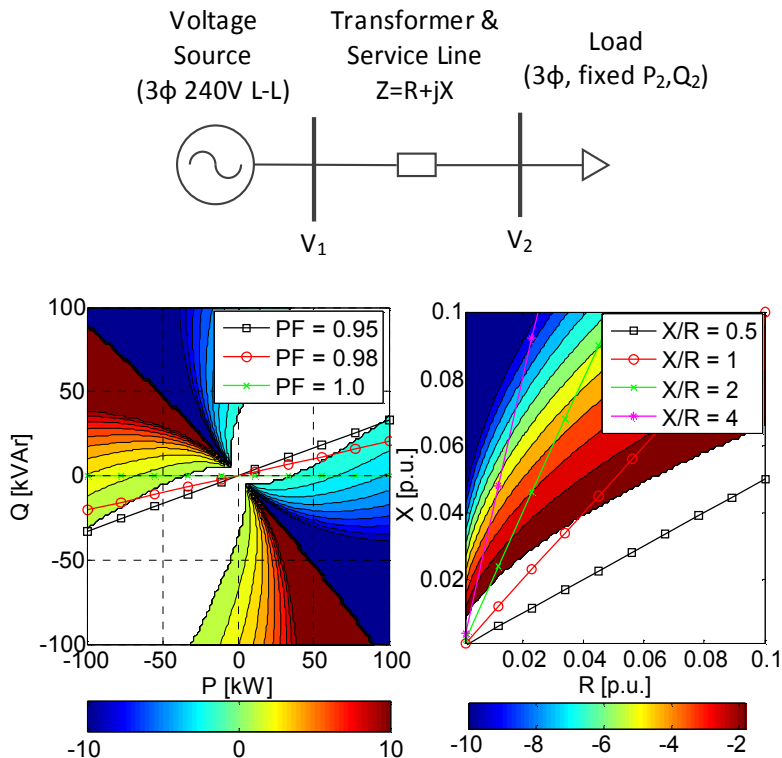 Voltage
Source
(3ϕ 240V L-L)
Transformer &
Service Line
Z=R+jX
Load
(3ϕ, fixed P₂,Q₂)
V₁
V₂
100
50
0
-50
-100
Q [kVAr]
PF = 0.95
PF = 0.98
PF = 1.0
-100
-50
0
50
100
P [kW]
-10
0
10
0.1
0.08
0.06
0.04
0.02
X [p.u.]
X/R = 0.5
X/R = 1
X/R = 2
X/R = 4
0.02
0.04
0.06
0.08
0.1
R [p.u.]
-10
-8
-6
-4
-2